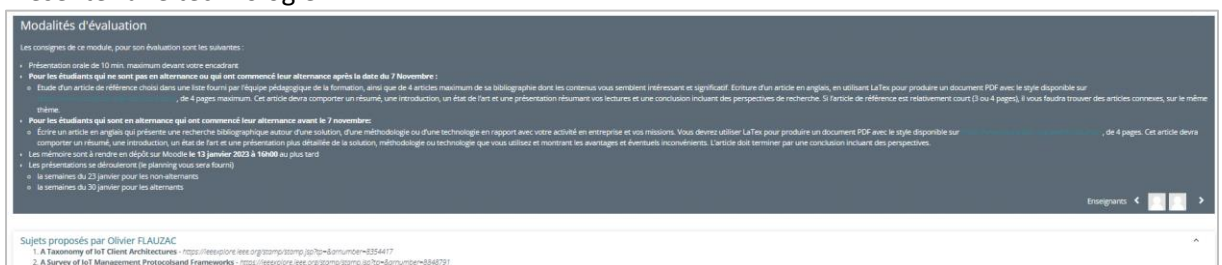 Modalités d'évaluation
Les consignes de ce module, pour son évaluation sont les suivantes :
Présentation orale de 10 min. maximum devant votre encadrant
Pour les étudiants qui ne sont pas en alternance ou qui ont commencé leur alternance après la date du 7 Novembre :
Etude d'un article de référence choisi dans une liste fourni par l'équipe pédagogique de la formation, ainsi que de 4 articles maximum de sa bibliographie dont les contenus vous semblent intéressant et significatif. Ecriture d'un article en anglais, en utilisant LaTex pour produire un document PDF avec le style disponible sur
, de 4 pages maximum. Cet article devra comporter un résumé, une introduction, un état de l'art et une présentation résumant vos lectures et une conclusion incluant des perspectives de recherche. Si l'article de référence est relativement court (3 ou 4 pages), il vous faudra trouver des articles connexes, sur le même
thème.
Pour les étudiants qui sont en alternance qui ont commencé leur alternance avant le 7 novembre:
Écrire un article en anglais qui présente une recherche bibliographique autour d'une solution, d'une méthodologie ou d'une technologie en rapport avec votre activité en entreprise et vos missions. Vous devrez utiliser LaTex pour produire un document PDF avec le style disponible sur , de 4 pages. Cet article devra
comporter un résumé, une introduction, un état de l'art et une présentation plus détaillée de la solution, méthodologie ou technologie que vous utilisez et montrant les avantages et éventuels inconvénients. L'article doit terminer par une conclusion incluant des perspectives.
Les mémoire sont à rendre en dépôt sur Moodle le 13 janvier 2023 à 16h00 au plus tard
Les présentations se dérouleront (le planning vous sera fourni)
la semaines du 23 janvier pour les non-alternants
la semaines du 30 janvier pour les alternants
Enseignants
Sujets proposés par Olivier FLAUZAC
1. A Taxonomy of IoT Client Architectures - https://ieeexplore.ieee.org/stamp/stamp.jsp?tp=&arnumber=8354417
2. A Survey of IoT Management Protocolsand Frameworks - https://ieeexplore.ieee.org/stamp/stamp.jsp?tp=&arnumber=8848791